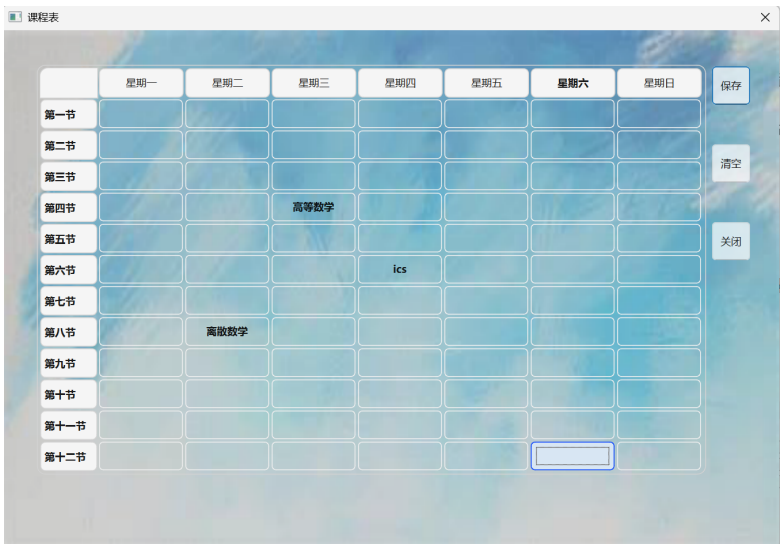 课程表
星期一 星期二 星期三 星期四 星期五 星期六 星期日 保存
第一节
第二节
清空
第三节
第四节 高等数学
第五节 关闭
第六节 ics
第七节
第八节 离散数学
第九节
第十节
第十一节
第十二节